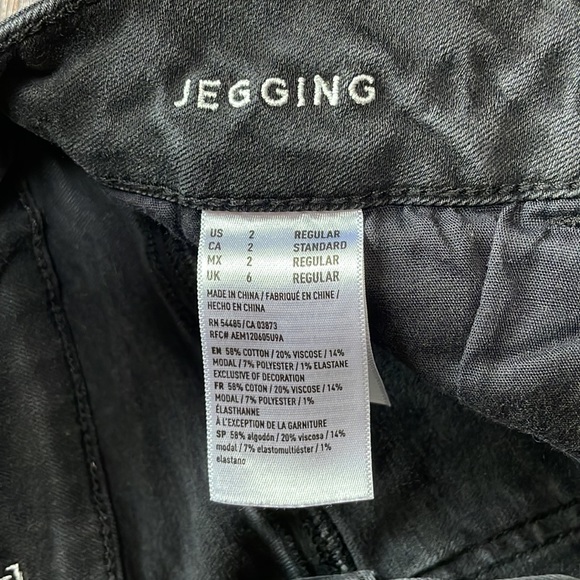 JEGGING
US 2 REGULAR
CA 2 STANDARD
MX 2 REGULAR
UK 6 REGULAR
MADE IN CHINA / FABRIQUÉ EN CHINE /
HECHO EN CHINA
RN 54485 / CA 03873
RFC# AEM120605U9A
EN 58% COTTON / 20% VISCOSE / 14%
MODAL / 7% POLYESTER / 1% ELASTANE
EXCLUSIVE OF DECORATION
FR 58% COTON / 20% VISCOSE / 14%
MODAL / 7% POLYESTER / 1%
ÉLASTHANNE
À L'EXCEPTION DE LA GARNITURE
SP 58% algodón / 20% viscosa / 14%
modal / 7% elastomultiéster / 1%
elastano